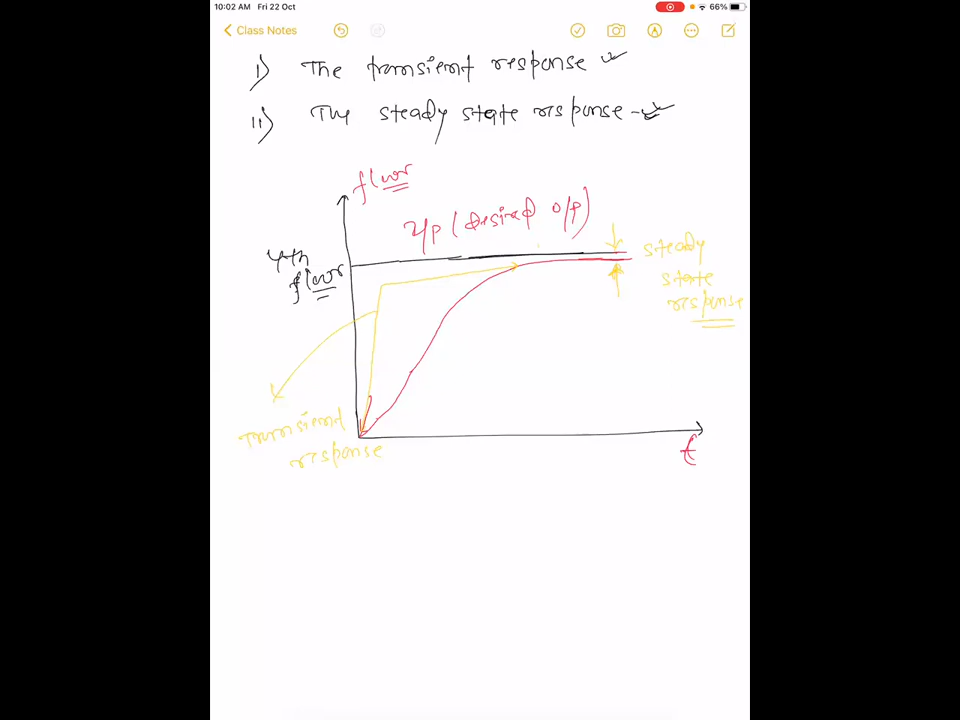 10:02 AM Fri 22 Oct
66%
Class Notes
i) The transient response
ii) The steady state response
floor
i/p (desired o/p)
4th
floor
steady
state
response
transient
response
t